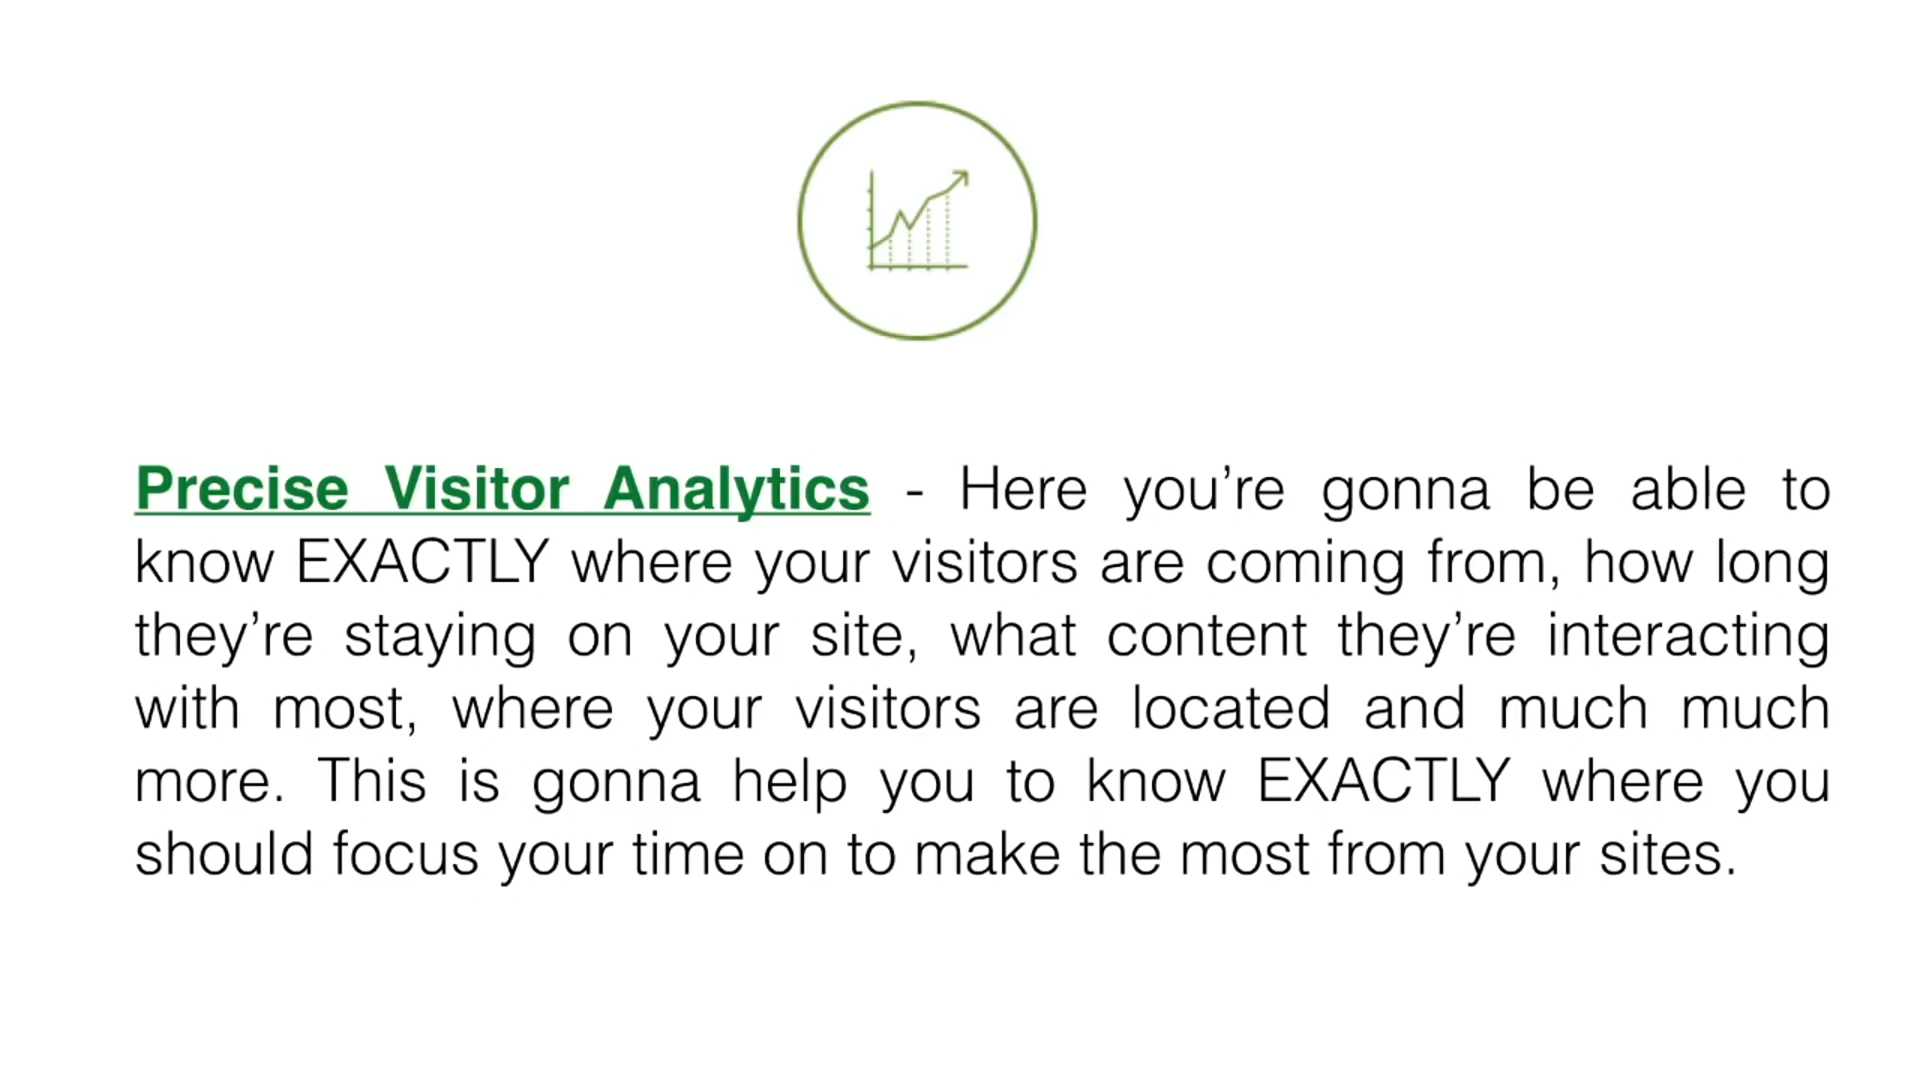 Precise Visitor Analytics - Here you’re gonna be able to
know EXACTLY where your visitors are coming from, how long
they’re staying on your site, what content they’re interacting
with most, where your visitors are located and much much
more. This is gonna help you to know EXACTLY where you
should focus your time on to make the most from your sites.